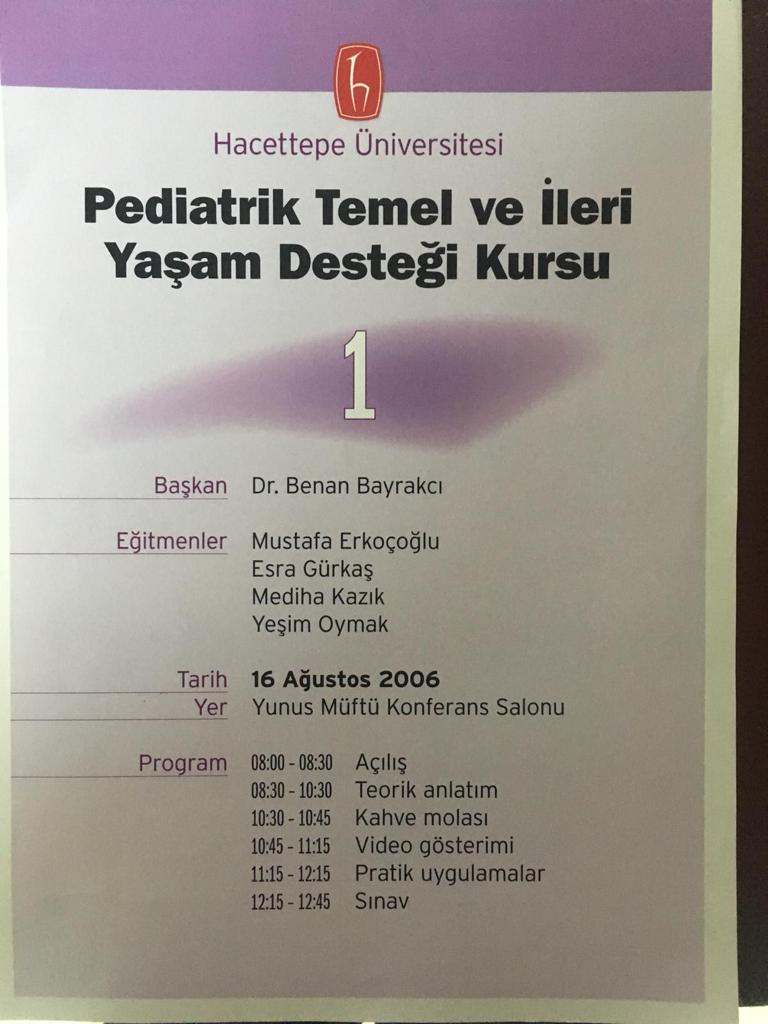 Hacettepe Üniversitesi
Pediatrik Temel ve İleri
Yaşam Desteği Kursu
1
Başkan Dr. Benan Bayrakcı
Eğitmenler Mustafa Erkoçoğlu
Esra Gürkaş
Mediha Kazık
Yeşim Oymak
Tarih 16 Ağustos 2006
Yer Yunus Müftü Konferans Salonu
Program 08:00 - 08:30 Açılış
08:30 - 10:30 Teorik anlatım
10:30 - 10:45 Kahve molası
10:45 - 11:15 Video gösterimi
11:15 - 12:15 Pratik uygulamalar
12:15 - 12:45 Sınav